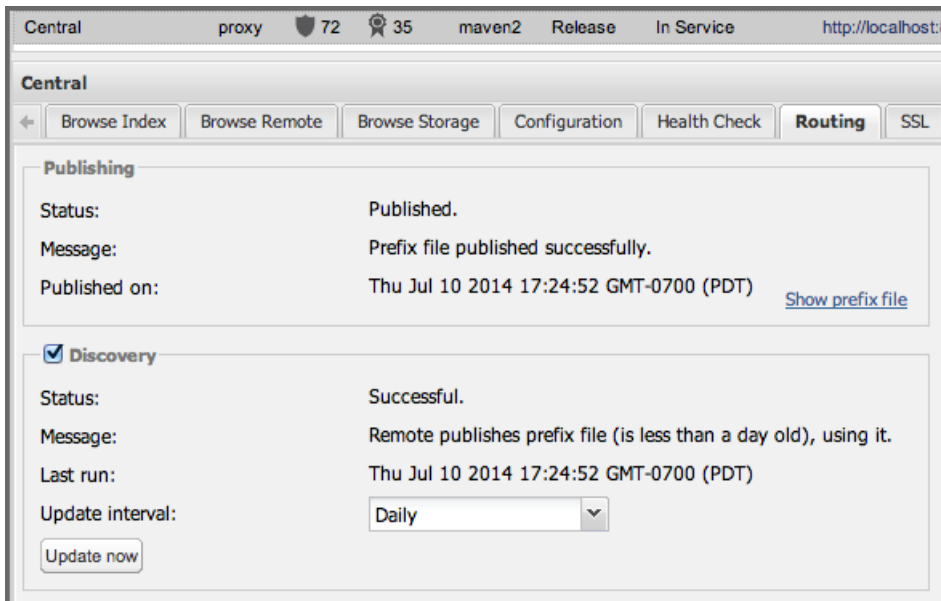 Central proxy 72 35 maven2 Release In Service http://localhost:
Central
Browse Index Browse Remote Browse Storage Configuration Health Check Routing SSL
Publishing
Status: Published.
Message: Prefix file published successfully.
Published on: Thu Jul 10 2014 17:24:52 GMT-0700 (PDT)
Show prefix file
Discovery
Status: Successful.
Message: Remote publishes prefix file (is less than a day old), using it.
Last run: Thu Jul 10 2014 17:24:52 GMT-0700 (PDT)
Update interval: Daily
Update now